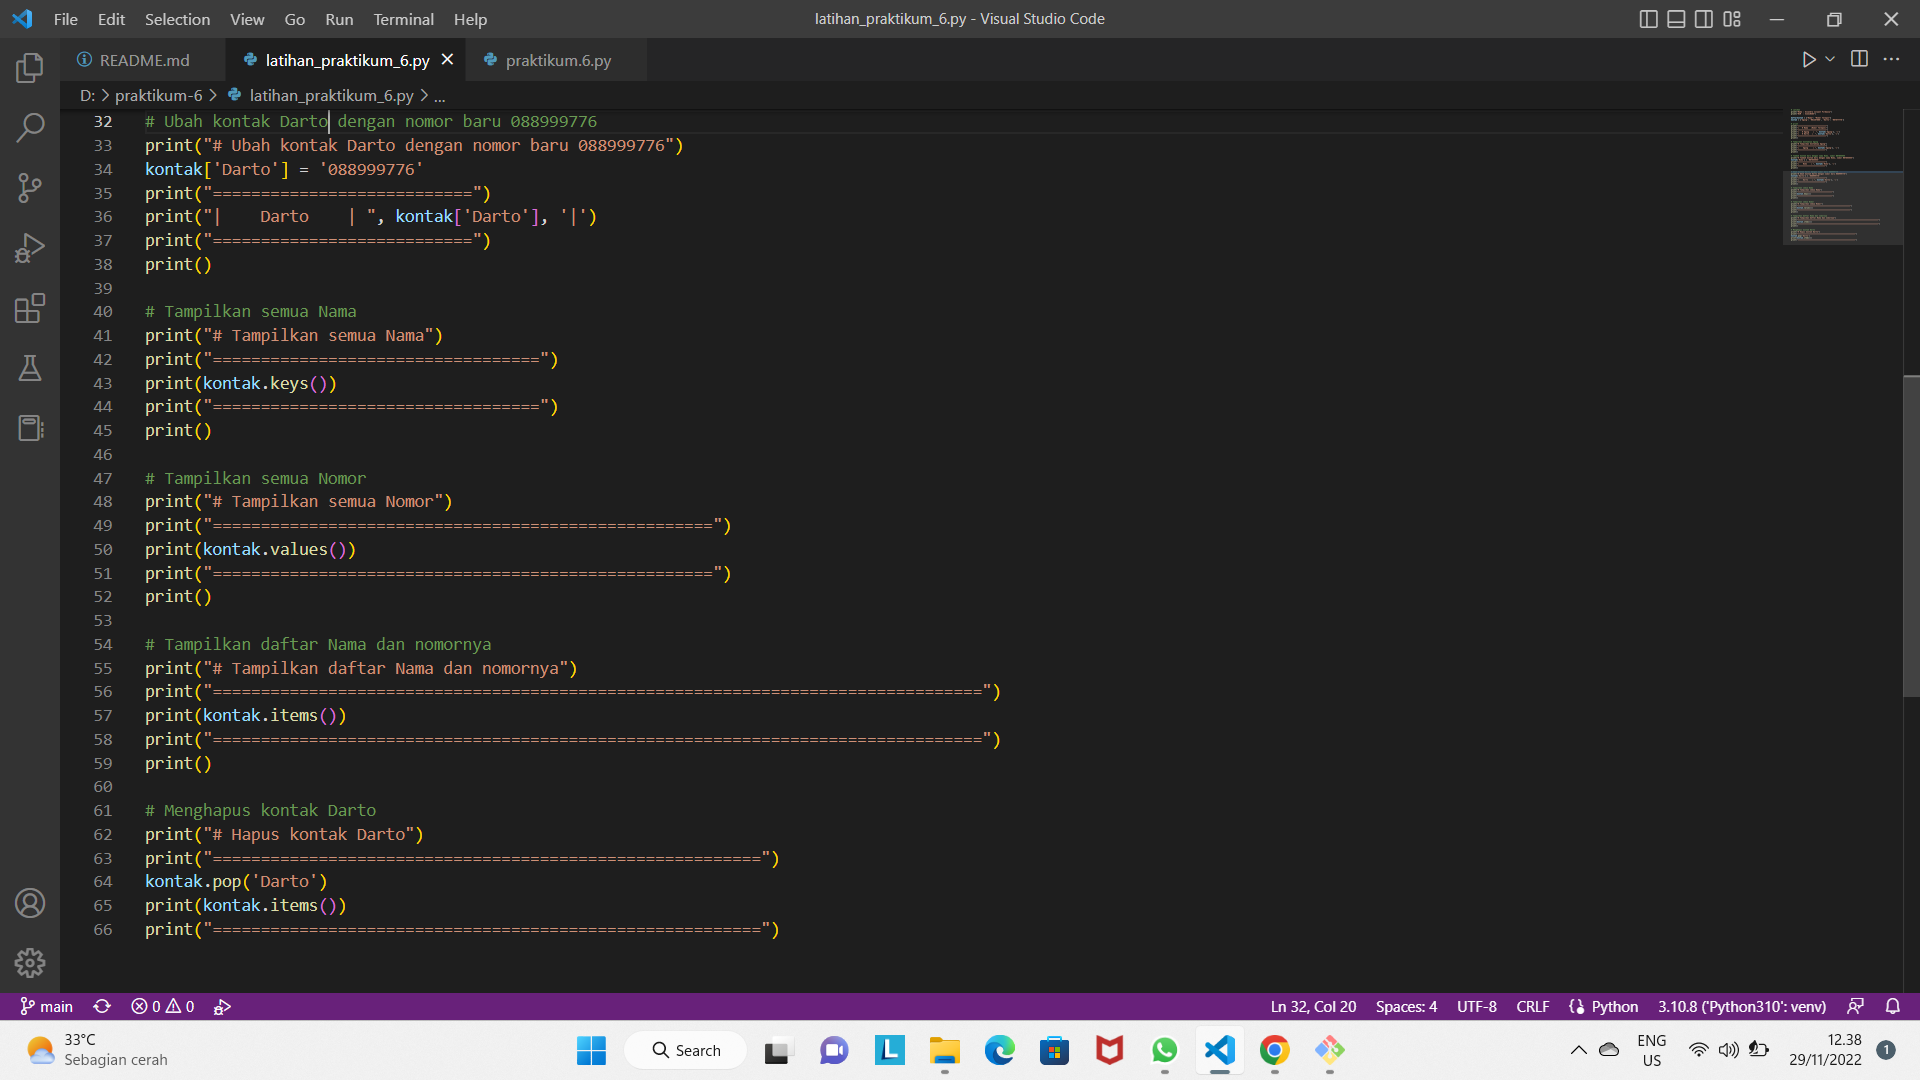 File Edit Selection View Go Run Terminal Help
latihan_praktikum_6.py - Visual Studio Code
README.md
latihan_praktikum_6.py
praktikum.6.py
D: > praktikum-6 > latihan_praktikum_6.py > ...
32 # Ubah kontak Darto dengan nomor baru 088999776
33 print("# Ubah kontak Darto dengan nomor baru 088999776")
34 kontak['Darto'] = '088999776'
35 print("===========================")
36 print("|    Darto    | ", kontak['Darto'], '|')
37 print("===========================")
38 print()
39
40 # Tampilkan semua Nama
41 print("# Tampilkan semua Nama")
42 print("==================================")
43 print(kontak.keys())
44 print("==================================")
45 print()
46
47 # Tampilkan semua Nomor
48 print("# Tampilkan semua Nomor")
49 print("====================================================")
50 print(kontak.values())
51 print("====================================================")
52 print()
53
54 # Tampilkan daftar Nama dan nomornya
55 print("# Tampilkan daftar Nama dan nomornya")
56 print("================================================================================")
57 print(kontak.items())
58 print("================================================================================")
59 print()
60
61 # Menghapus kontak Darto
62 print("# Hapus kontak Darto")
63 print("=========================================================")
64 kontak.pop('Darto')
65 print(kontak.items())
66 print("=========================================================")
main 0 0
Ln 32, Col 20 Spaces: 4 UTF-8 CRLF Python 3.10.8 ('Python310': venv)
33°C
Sebagian cerah
Search
L
ENG
US
12.38
29/11/2022
1